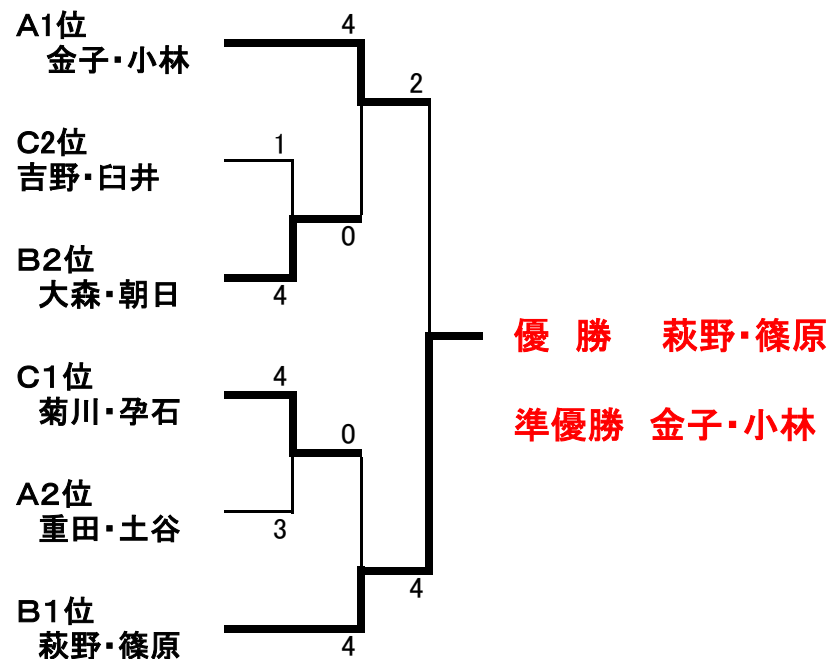 A1位
4
金子・小林
2
C2位
1
吉野・臼井
0
B2位
大森・朝日
4
優　勝　萩野・篠原
C1位
4
菊川・孕石
準優勝　金子・小林
0
A2位
重田・土谷
3
4
B1位
萩野・篠原
4